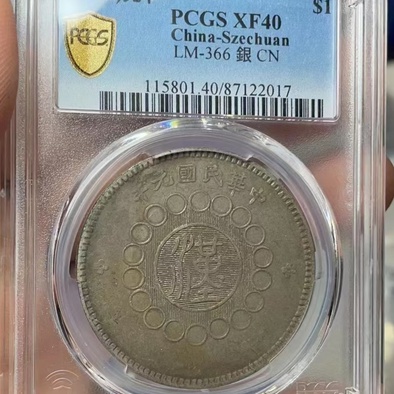 PCGS
$1
PCGS XF40
China-Szechuan
LM-366 銀 CN
115801.40/87122017
中華民國元年
漢